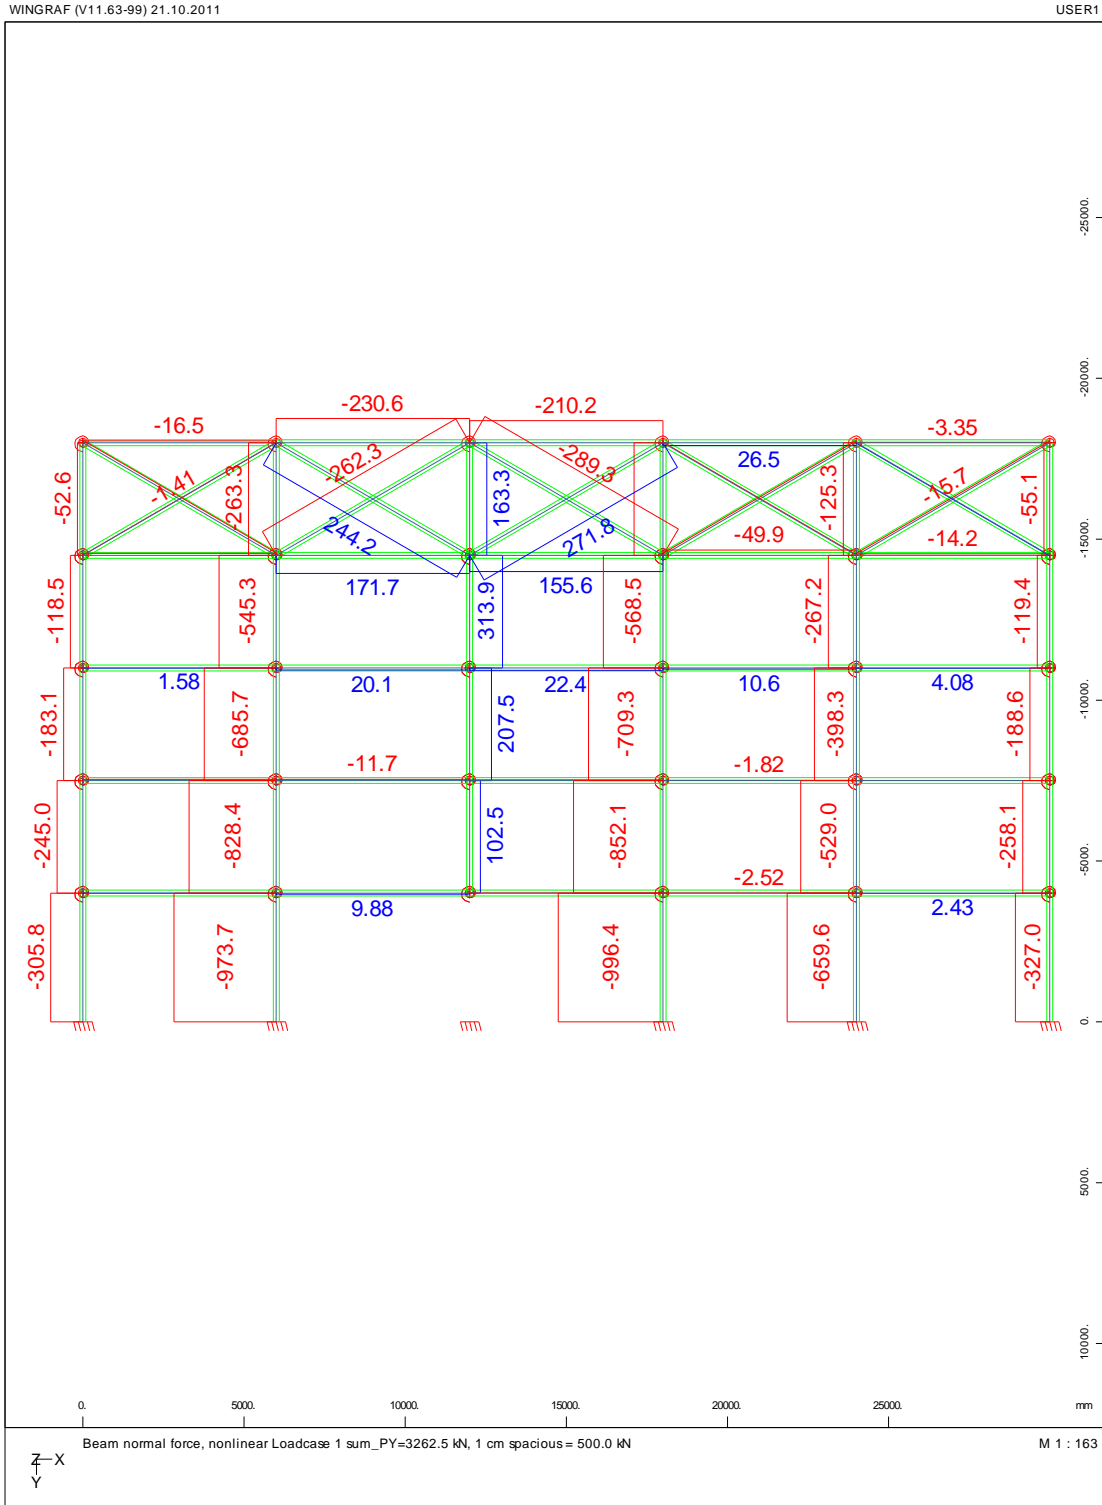 WINGRAF (V11.63-99) 21.10.2011 USER1
-25000.
-20000.
-230.6 -210.2
-16.5 -3.35
-52.6 -1.41 -263.3 -262.3 163.3 -289.3 26.5 -125.3 -15.7 -55.1
244.2 271.8 -49.9 -14.2 -15000.
-118.5 -545.3 171.7 313.9 155.6 -568.5 -267.2 -119.4
1.58 20.1 22.4 10.6 4.08
-183.1 -685.7 207.5 -709.3 -398.3 -188.6 -10000.
-11.7 -1.82
-245.0 -828.4 102.5 -852.1 -529.0 -258.1 -5000.
-2.52
9.88 2.43
-305.8 -973.7 -996.4 -659.6 -327.0
0.
5000.
10000.
0. 5000. 10000. 15000. 20000. 25000. mm
Beam normal force, nonlinear Loadcase 1 sum_PY=3262.5 kN, 1 cm spacious = 500.0 kN M 1 : 163
Z X
Y